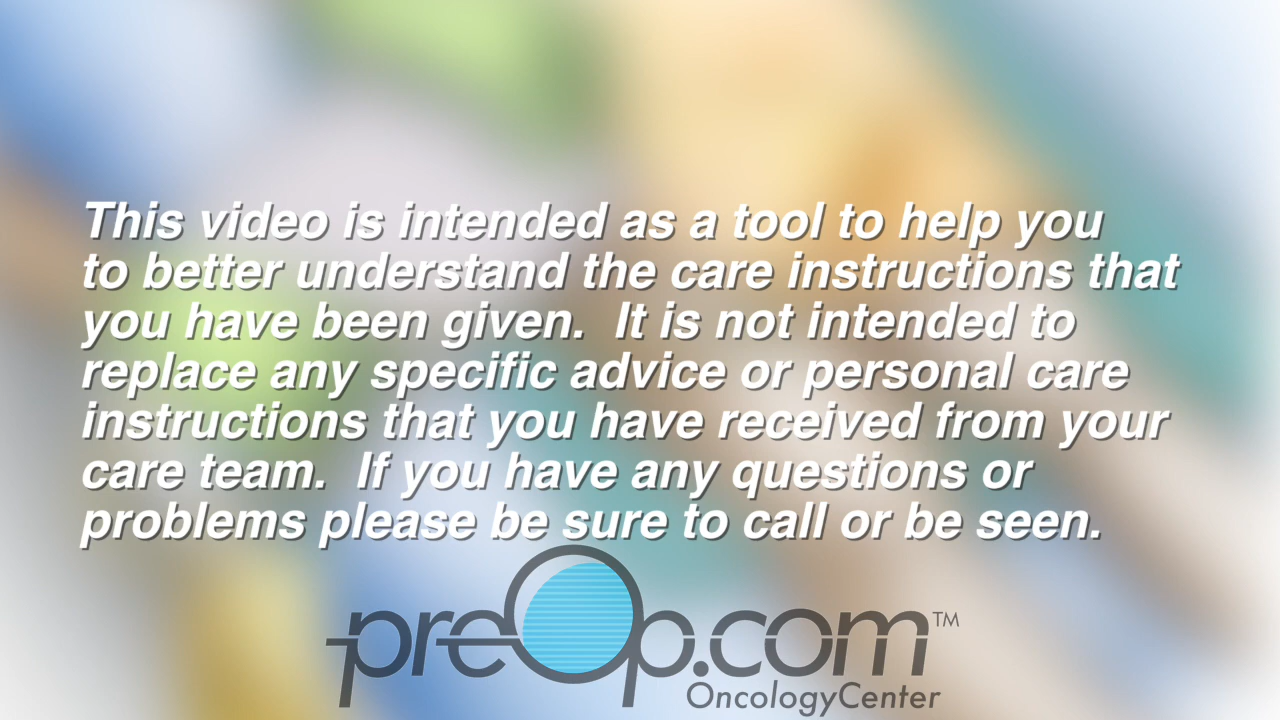 This video is intended as a tool to help you
to better understand the care instructions that
you have been given.  It is not intended to
replace any specific advice or personal care
instructions that you have received from your
care team.  If you have any questions or
problems please be sure to call or be seen.
preOp.com™
OncologyCenter